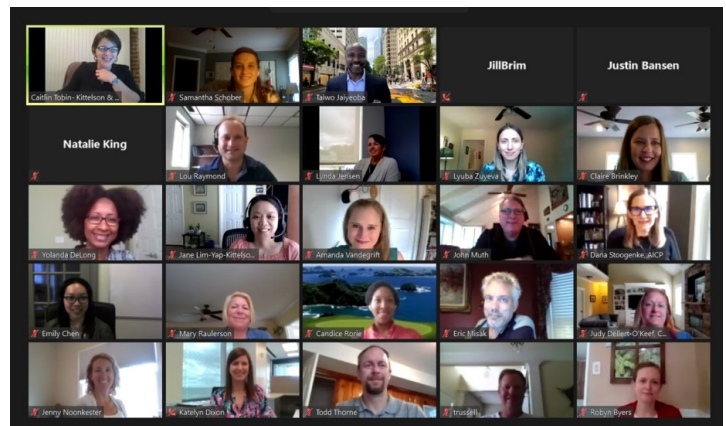 Caitlin Tobin- Kittelson & ...
Samantha Schober
Taiwo Jaiyeoba
JillBrim
Justin Bansen
Natalie King
Lou Raymond
Lynda Jensen
Lyuba Zuyeva
Claire Brinkley
Yolanda DeLong
Jane Lim-Yap-Kittelso...
Amanda Vandegrift
John Muth
Dana Stoogenke, AICP
Emily Chen
Mary Raulerson
Candice Rorie
Eric Misak
Judy Dellert-O'Keef, C...
Jenny Noonkester
Katelyn Dixon
Todd Thorne
trussell
Robyn Byers